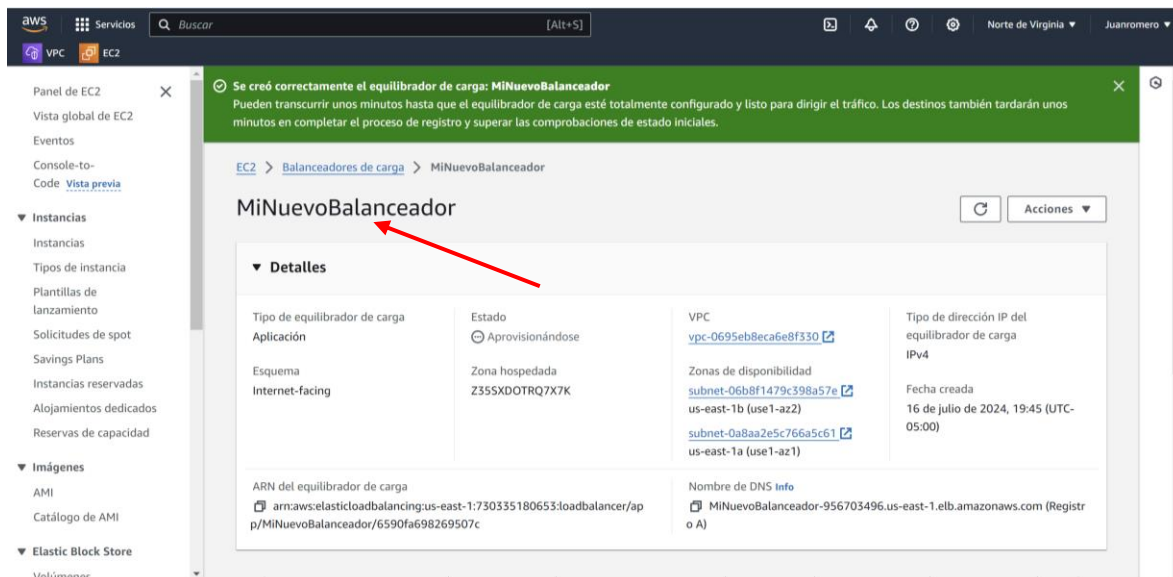 aws
Servicios
Buscar
[Alt+S]
Norte de Virginia
Juanromero
VPC
EC2
Panel de EC2
Vista global de EC2
Eventos
Console-to-
Code Vista previa
Instancias
Instancias
Tipos de instancia
Plantillas de
lanzamiento
Solicitudes de spot
Savings Plans
Instancias reservadas
Alojamientos dedicados
Reservas de capacidad
Imágenes
AMI
Catálogo de AMI
Elastic Block Store
Volúmenes
Se creó correctamente el equilibrador de carga: MiNuevoBalanceador
Pueden transcurrir unos minutos hasta que el equilibrador de carga esté totalmente configurado y listo para dirigir el tráfico. Los destinos también tardarán unos
minutos en completar el proceso de registro y superar las comprobaciones de estado iniciales.
EC2 > Balanceadores de carga > MiNuevoBalanceador
MiNuevoBalanceador
Acciones
Detalles
Tipo de equilibrador de carga
Aplicación
Esquema
Internet-facing
Estado
Aprovisionándose
Zona hospedada
Z35SXDOTRQ7X7K
VPC
vpc-0695eb8eca6e8f330
Zonas de disponibilidad
subnet-06b8f1479c398a57e
us-east-1b (use1-az2)
subnet-0a8aa2e5c766a5c61
us-east-1a (use1-az1)
Tipo de dirección IP del
equilibrador de carga
IPv4
Fecha creada
16 de julio de 2024, 19:45 (UTC-
05:00)
ARN del equilibrador de carga
arn:aws:elasticloadbalancing:us-east-1:730335180653:loadbalancer/ap
p/MiNuevoBalanceador/6590fa698269507c
Nombre de DNS Info
MiNuevoBalanceador-956703496.us-east-1.elb.amazonaws.com (Registr
o A)